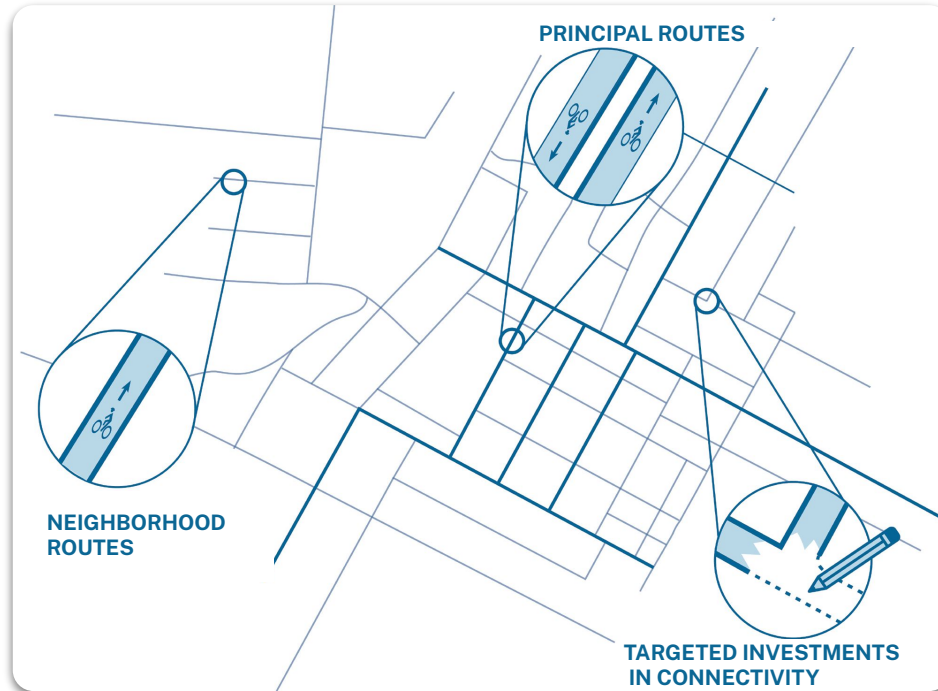 PRINCIPAL ROUTES
NEIGHBORHOOD
ROUTES
TARGETED INVESTMENTS
IN CONNECTIVITY